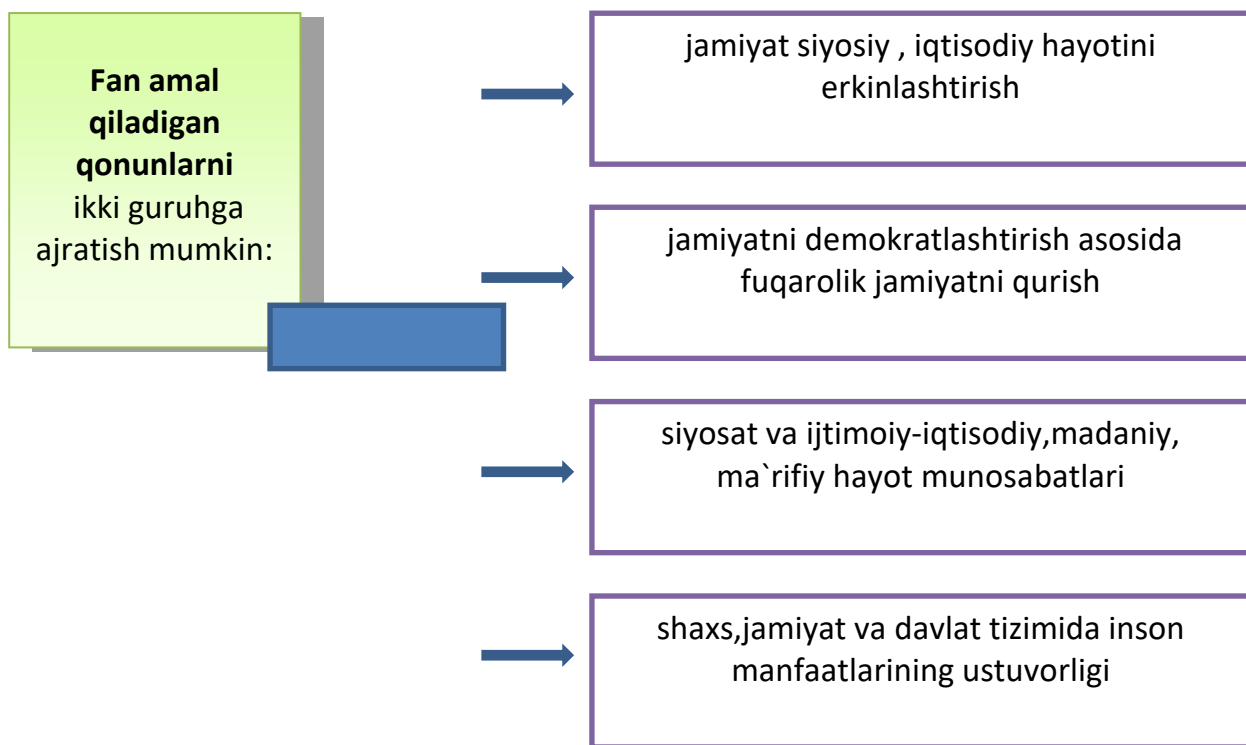 Fan amal
qiladigan
qonunlarni
ikki guruhga
ajratish mumkin:
jamiyat siyosiy , iqtisodiy hayotini
erkinlashtirish
jamiyatni demokratlashtirish asosida
fuqarolik jamiyatni qurish
siyosat va ijtimoiy-iqtisodiy,madaniy,
ma`rifiy hayot munosabatlari
shaxs,jamiyat va davlat tizimida inson
manfaatlarining ustuvorligi